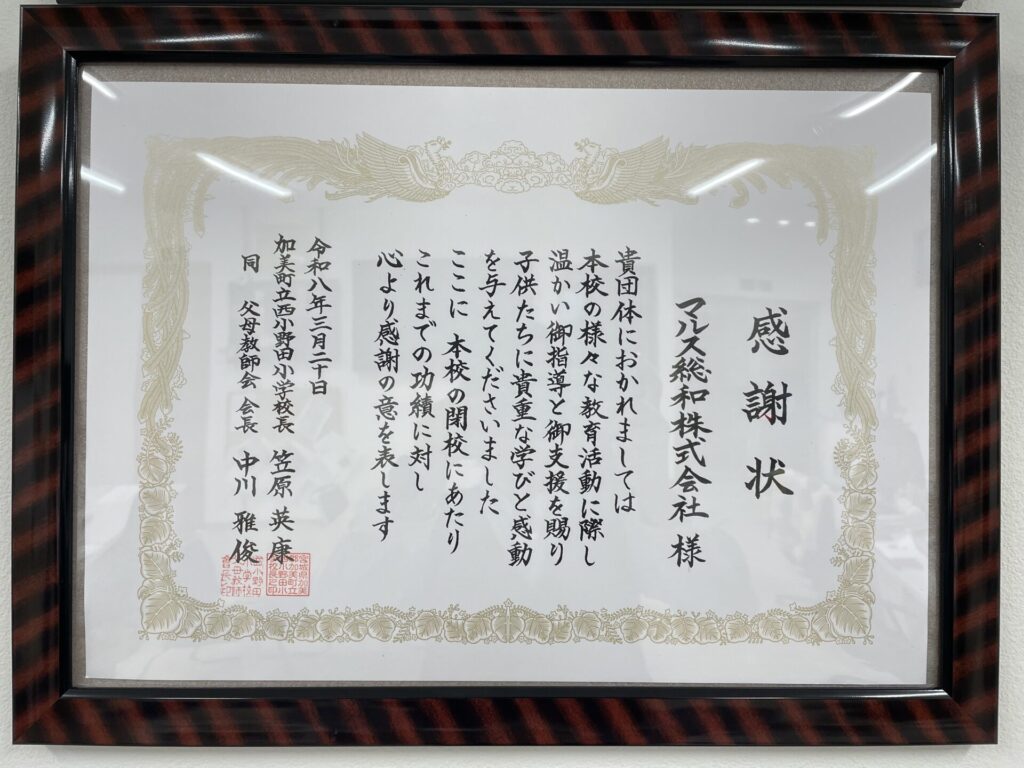 感謝状
マルス総和株式会社 様
貴団体におかれましては
本校の様々な教育活動に際し
温かい御指導と御支援を賜り
子供たちに貴重な学びと感動
を与えてくださいました
ここに 本校の閉校にあたり
これまでの功績に対し
心より感謝の意を表します
令和八年三月二十日
加美町立西小野田小学校長 笠原 英康
同 父母教師会 会長 中川 雅俊